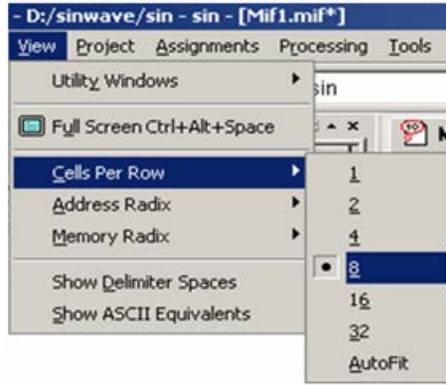 - D:/sinwave/sin - sin - [Mif1.mif*]
View Project Assignments Processing Tools
Utility Windows
sin
Full Screen Ctrl+Alt+Space
Cells Per Row
Address Radix
Memory Radix
Show Delimiter Spaces
Show ASCII Equivalents
1
2
4
8
16
32
AutoFit